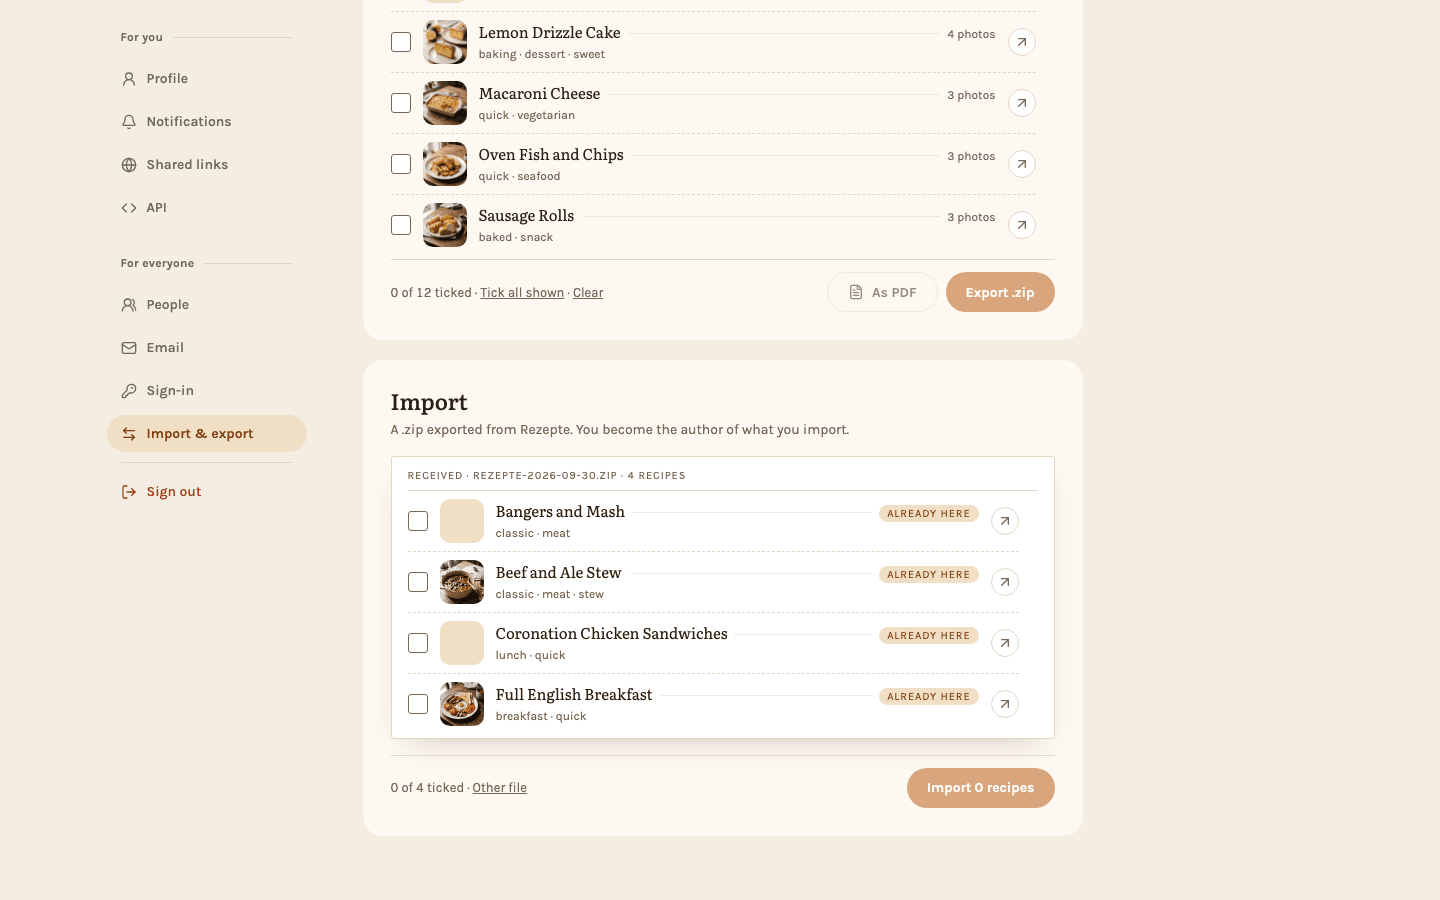 For you
Profile
Notifications
Shared links
API
For everyone
People
Email
Sign-in
Import & export
Sign out
Lemon Drizzle Cake 4 photos
baking · dessert · sweet
Macaroni Cheese 3 photos
quick · vegetarian
Oven Fish and Chips 3 photos
quick · seafood
Sausage Rolls 3 photos
baked · snack
0 of 12 ticked · Tick all shown · Clear As PDF Export .zip
Import
A .zip exported from Rezepte. You become the author of what you import.
RECEIVED · REZEPTE-2026-09-30.ZIP · 4 RECIPES
Bangers and Mash ALREADY HERE
classic · meat
Beef and Ale Stew ALREADY HERE
classic · meat · stew
Coronation Chicken Sandwiches ALREADY HERE
lunch · quick
Full English Breakfast ALREADY HERE
breakfast · quick
0 of 4 ticked · Other file Import 0 recipes